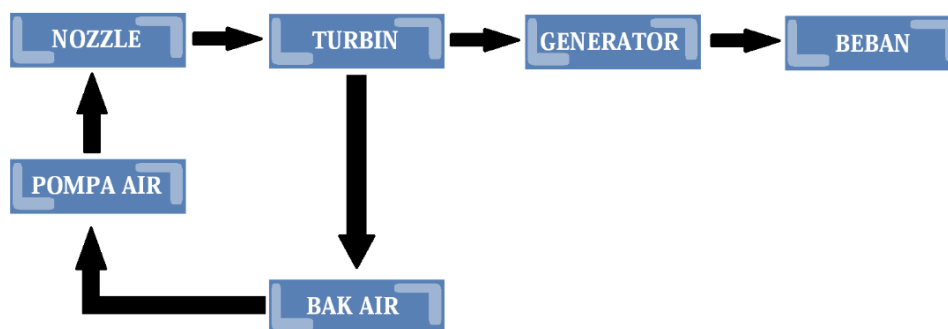 NOZZLE
TURBIN
GENERATOR
BEBAN
POMPA AIR
BAK AIR